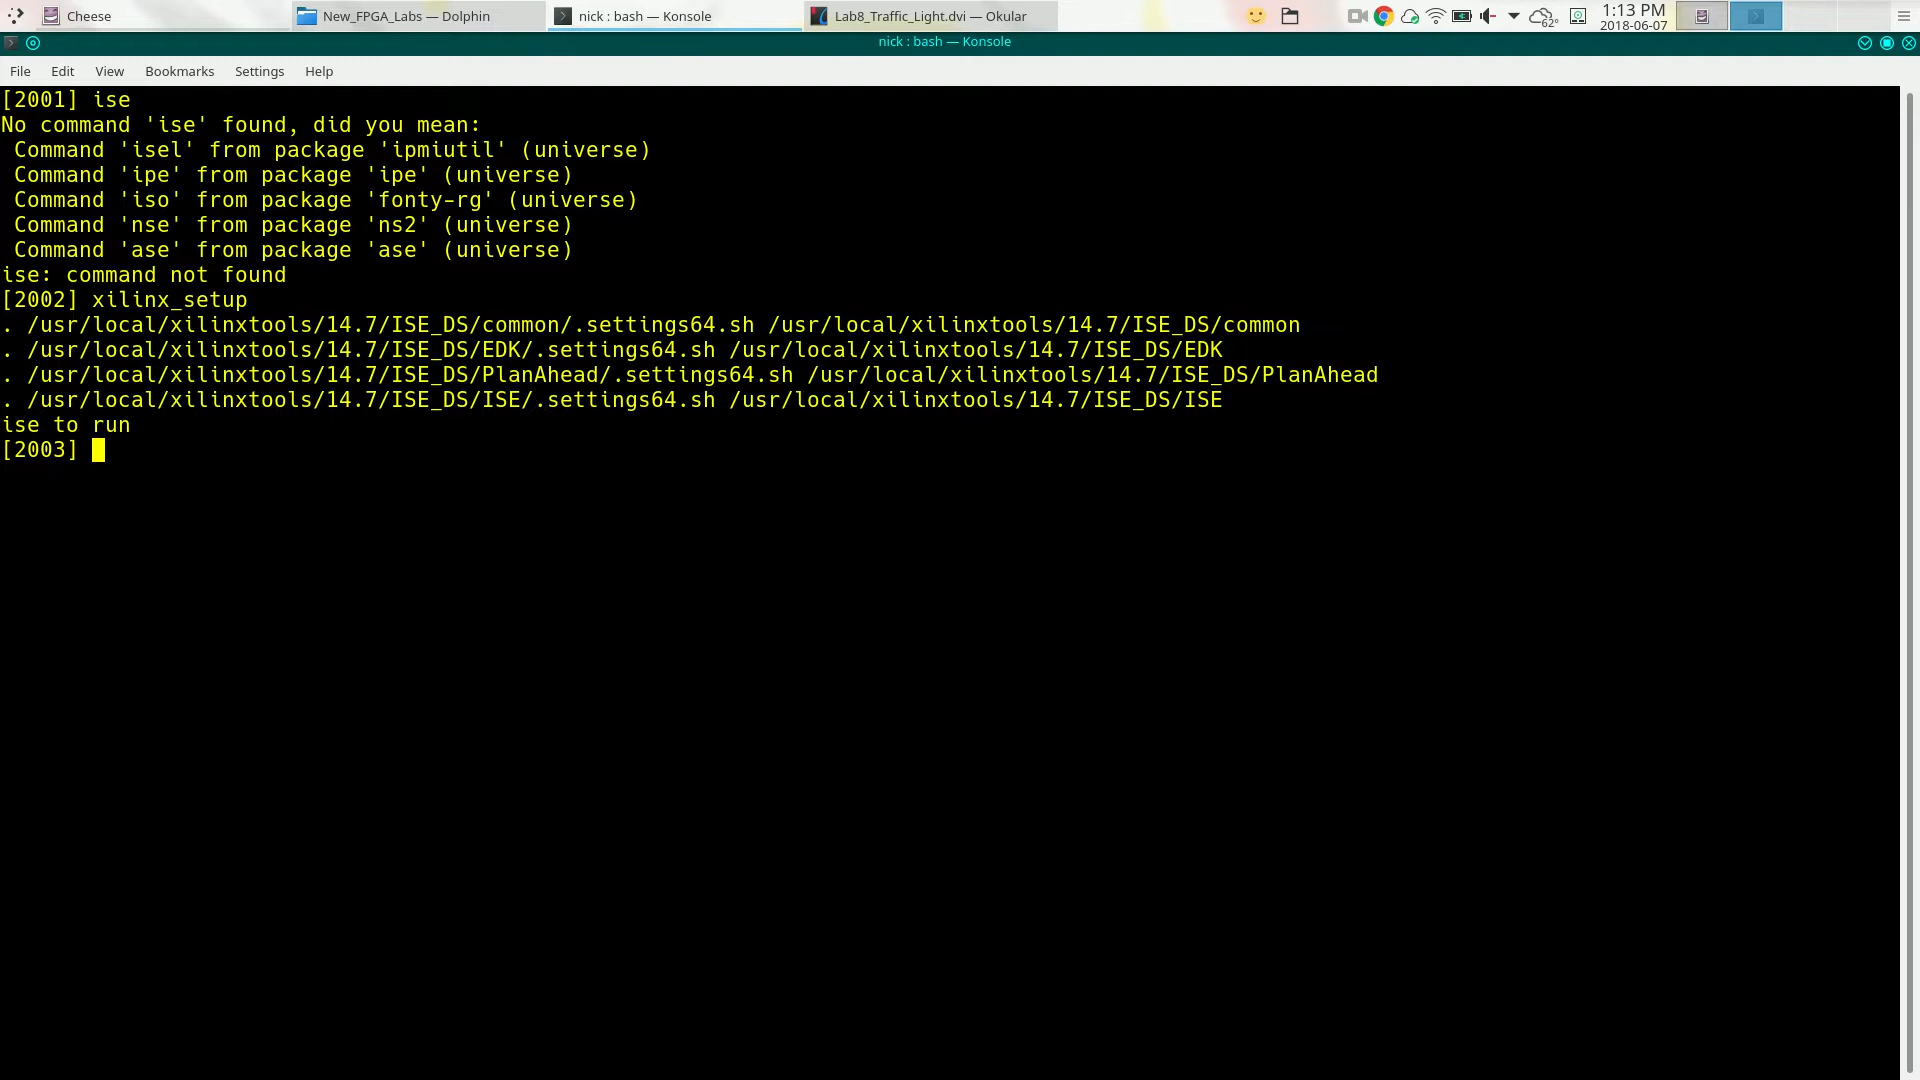 Cheese
New_FPGA_Labs — Dolphin
nick : bash — Konsole
Lab8_Traffic_Light.dvi — Okular
62°
1:13 PM
2018-06-07
nick : bash — Konsole
File Edit View Bookmarks Settings Help
[2001] ise
No command 'ise' found, did you mean:
Command 'isel' from package 'ipmiutil' (universe)
Command 'ipe' from package 'ipe' (universe)
Command 'iso' from package 'fonty-rg' (universe)
Command 'nse' from package 'ns2' (universe)
Command 'ase' from package 'ase' (universe)
ise: command not found
[2002] xilinx_setup
. /usr/local/xilinxtools/14.7/ISE_DS/common/.settings64.sh /usr/local/xilinxtools/14.7/ISE_DS/common
. /usr/local/xilinxtools/14.7/ISE_DS/EDK/.settings64.sh /usr/local/xilinxtools/14.7/ISE_DS/EDK
. /usr/local/xilinxtools/14.7/ISE_DS/PlanAhead/.settings64.sh /usr/local/xilinxtools/14.7/ISE_DS/PlanAhead
. /usr/local/xilinxtools/14.7/ISE_DS/ISE/.settings64.sh /usr/local/xilinxtools/14.7/ISE_DS/ISE
ise to run
[2003]